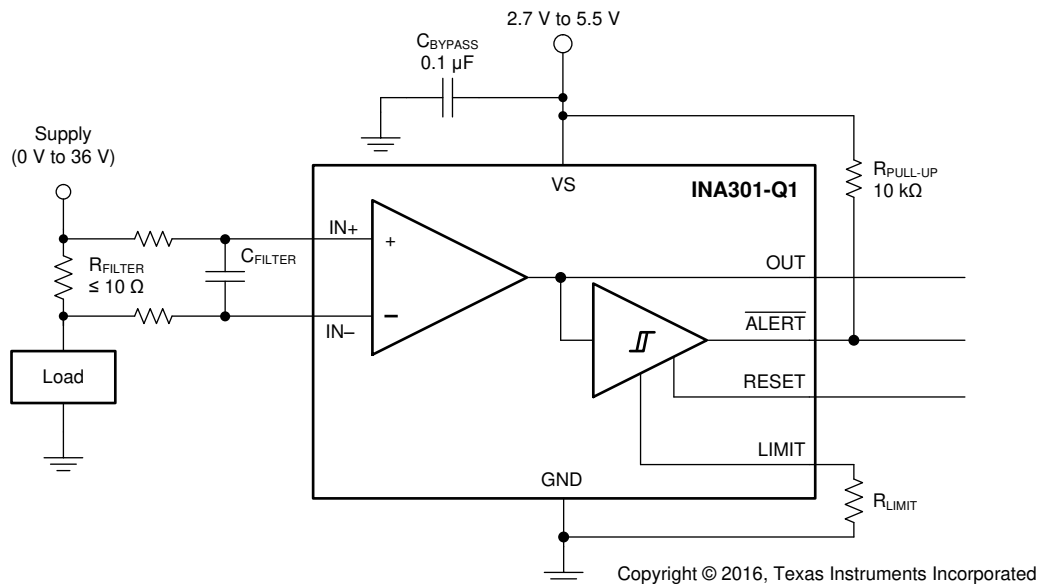 2.7 V to 5.5 V
CBYPASS
0.1 µF
Supply
(0 V to 36 V)
RPULL-UP
10 kΩ
VS
INA301-Q1
IN+
+
CFILTER
OUT
RFILTER
≤ 10 Ω
–
IN–
ALERT
Load
RESET
LIMIT
GND
RLIMIT
Copyright © 2016, Texas Instruments Incorporated